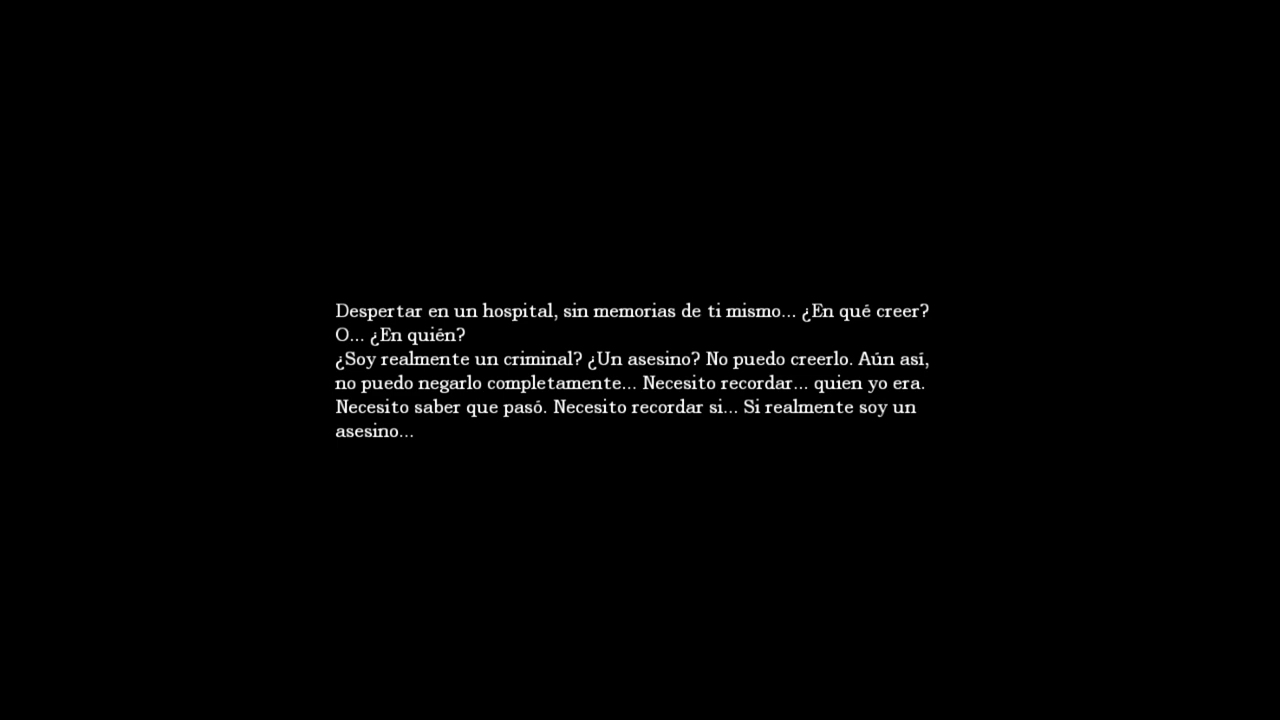 Despertar en un hospital, sin memorias de ti mismo... ¿En qué creer?
O... ¿En quién?
¿Soy realmente un criminal? ¿Un asesino? No puedo creerlo. Aún así,
no puedo negarlo completamente... Necesito recordar... quien yo era.
Necesito saber que pasó. Necesito recordar si... Si realmente soy un
asesino...